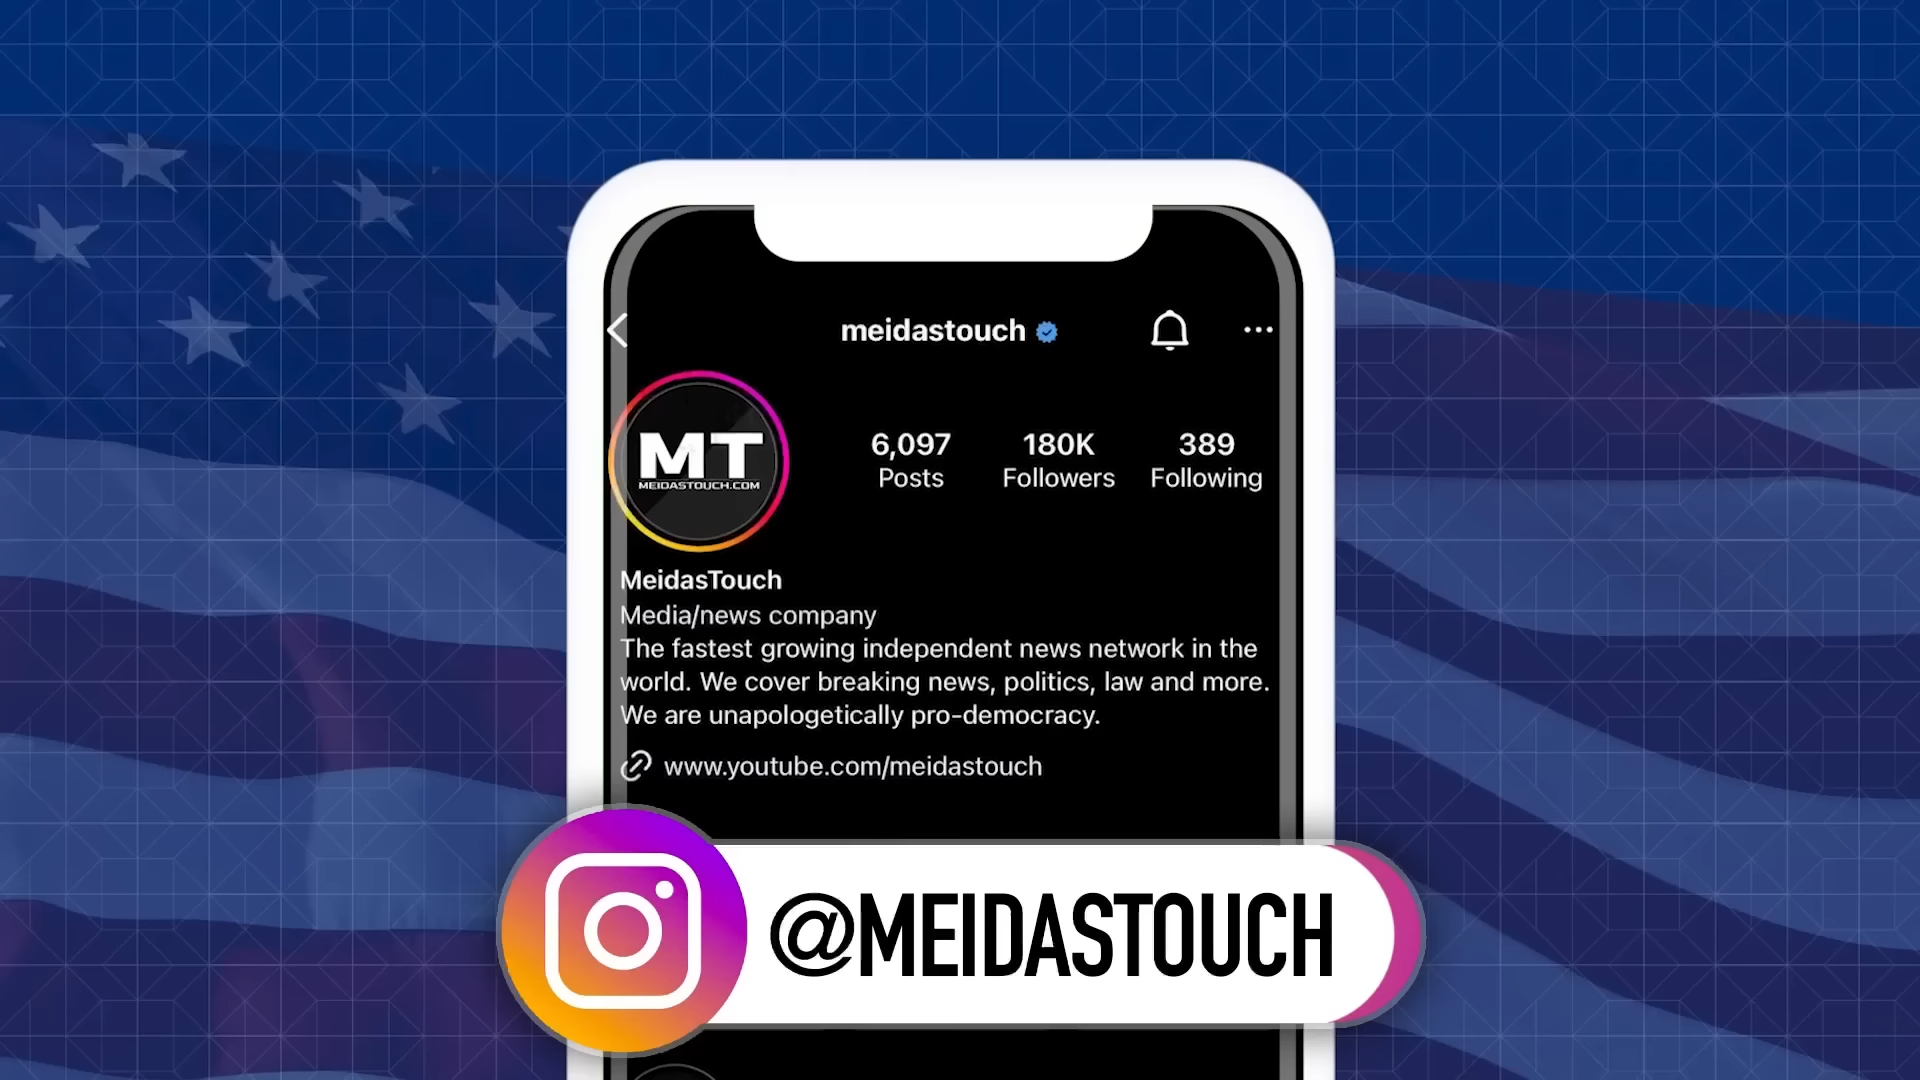 meidastouch
MT
MEIDASTOUCH.COM
6,097
Posts
180K
Followers
389
Following
MeidasTouch
Media/news company
The fastest growing independent news network in the
world. We cover breaking news, politics, law and more.
We are unapologetically pro-democracy.
www.youtube.com/meidastouch
@MEIDASTOUCH